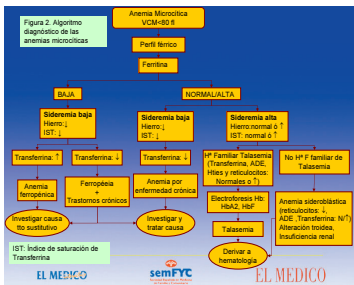 Figura 2. Algoritmo
diagnóstico de las
anemias microcíticas
Anemia Microcítica
VCM<80 fl
Perfil férrico
Ferritina
BAJA
NORMAL/ALTA
Sideremia baja
Hierro:↓
IST: ↓
Sideremia baja
Hierro:↓
IST: ↓
Sideremia alta
Hierro:normal ó ↑
IST: normal ó ↑
Transferrina: ↑
Transferrina: ↓
Transferrina: ↓
Hª Familar Talasemia
(Transferrina, ADE,
Hties y reticulocitos:
Normales o ↑)
No Hª F familiar de
Talasemia
Anemia
ferropénica
Ferropéeia
+
Trastornos crónicos
Anemia por
enfermedad crónica
Electroforesis Hb:
HbA2, HbF
Anemia sideroblástica
(reticulocitos: ↓,
ADE ,Transferrina: N/↑)
Alteración troidea,
Insuficiencia renal
Investigar causa
tto sustitutivo
Investigar y
tratar causa
Talasemia
Derivar a
hematología
IST: Índice de saturación de
Transferrina
EL MEDICO
semFYC
EL MEDICO